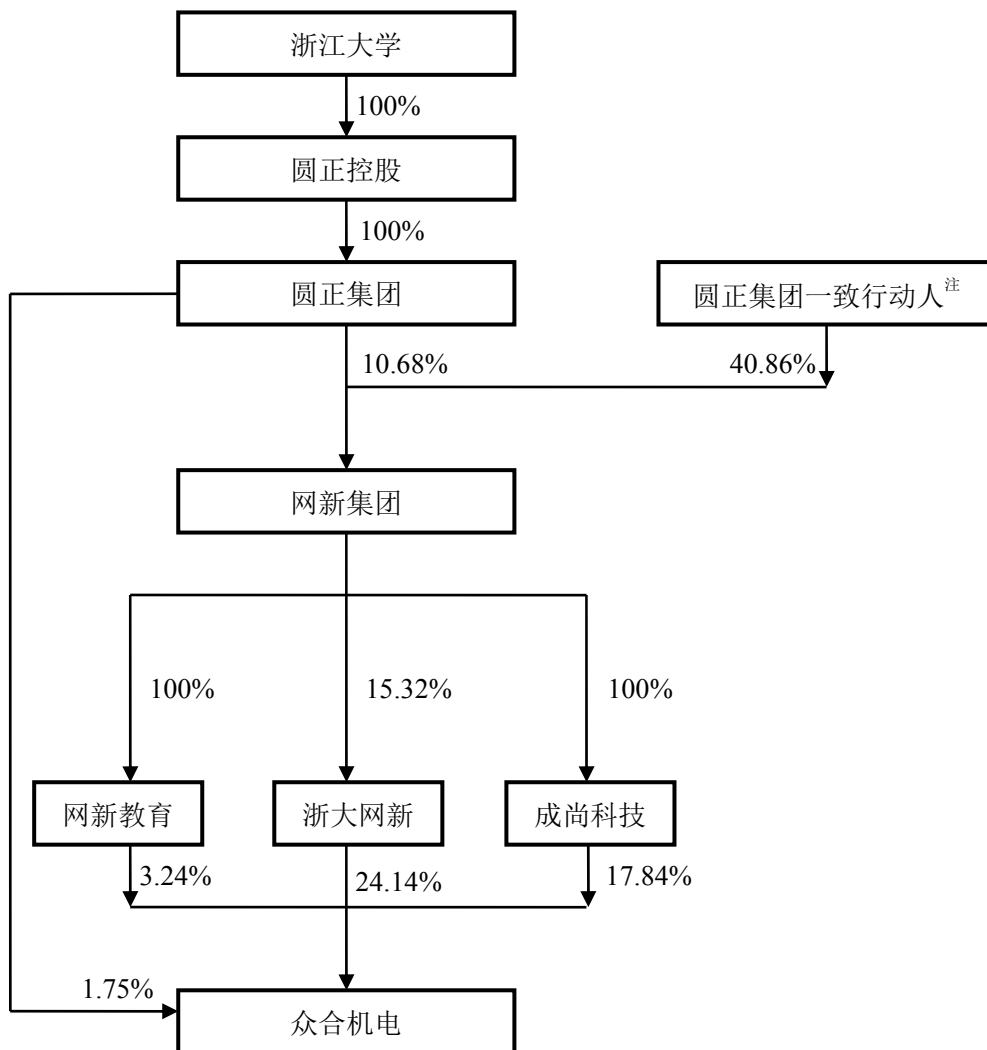 浙江大学
100%
圆正控股
100%
圆正集团
圆正集团一致行动人注
10.68%
40.86%
网新集团
100%
15.32%
100%
网新教育
浙大网新
成尚科技
3.24%
24.14%
17.84%
1.75%
众合机电